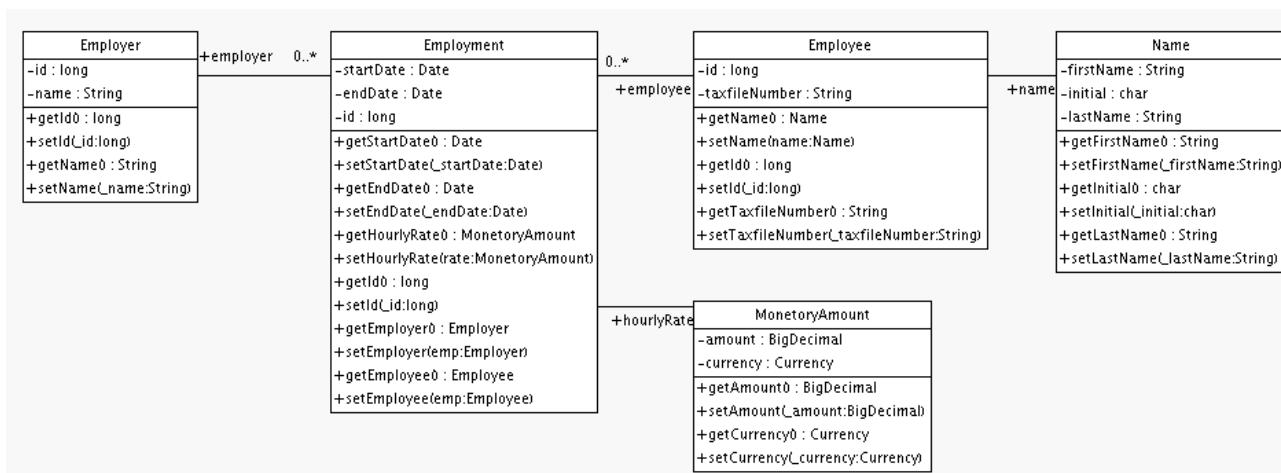 Employer
-id : long
-name : String
+getId() : long
+setId(_id:long)
+getName() : String
+setName(_name:String)
+employer
0..*
Employment
-startDate : Date
-endDate : Date
-id : long
+getStartDate() : Date
+setStartDate(_startDate:Date)
+getEndDate() : Date
+setEndDate(_endDate:Date)
+getHourlyRate() : MonetoryAmount
+setHourlyRate(rate:MonetoryAmount)
+getId() : long
+setId(_id:long)
+getEmployer() : Employer
+setEmployer(emp:Employer)
+getEmployee() : Employee
+setEmployee(emp:Employee)
0..*
+employee
Employee
-id : long
-taxfileNumber : String
+getName() : Name
+setName(name:Name)
+getId() : long
+setId(_id:long)
+getTaxfileNumber() : String
+setTaxfileNumber(_taxfileNumber:String)
+name
Name
-firstName : String
-initial : char
-lastName : String
+getFirstName() : String
+setFirstName(_firstName:String)
+getInitial() : char
+setInitial(_initial:char)
+getLastName() : String
+setLastName(_lastName:String)
+hourlyRate
MonetoryAmount
-amount : BigDecimal
-currency : Currency
+getAmount() : BigDecimal
+setAmount(_amount:BigDecimal)
+getCurrency() : Currency
+setCurrency(_currency:Currency)